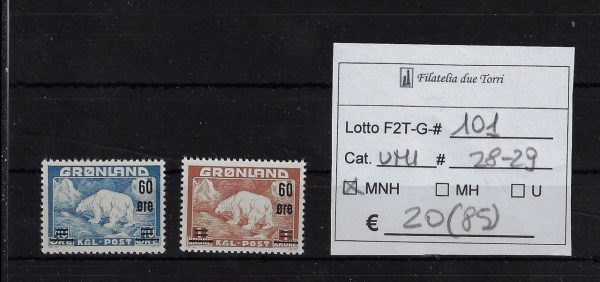 GRØNLAND
60
øre
KGL·POST
GRØNLAND
60
øre
KGL·POST
Filatelia due Torri
Lotto F2T-G-# 101
Cat. UNI # 28-29
☒ MNH ☐ MH ☐ U
€ 20 (85)